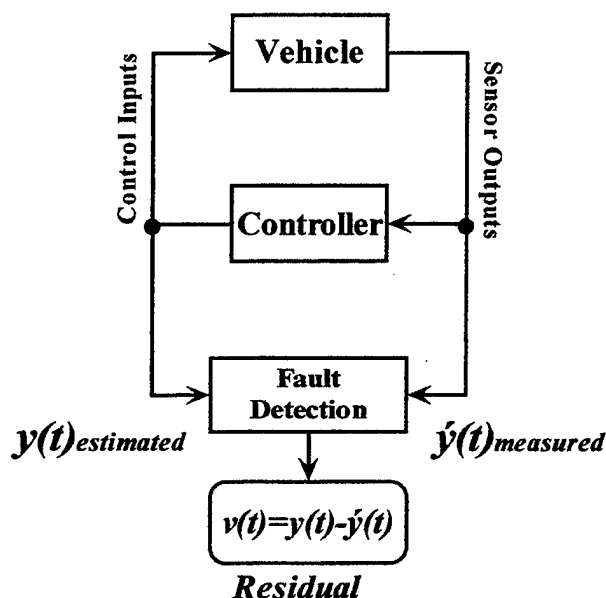 Vehicle
Control Inputs
Sensor Outputs
Controller
Fault
Detection
y(t)estimated
ý(t)measured
v(t)=y(t)-ý(t)
Residual